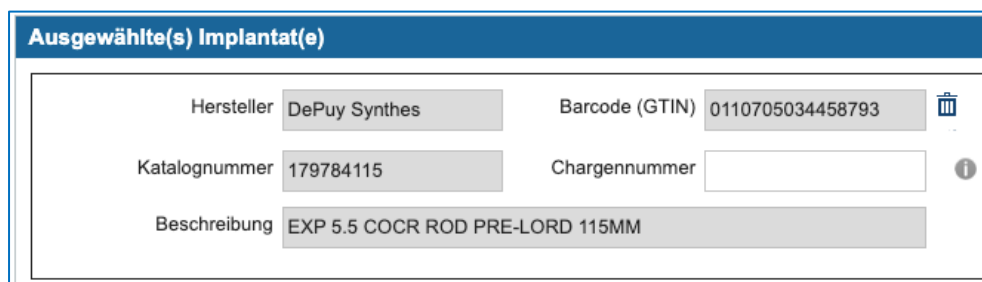 Ausgewählte(s) Implantat(e)
Hersteller DePuy Synthes Barcode (GTIN) 0110705034458793
Katalognummer 179784115 Chargennummer
Beschreibung EXP 5.5 COCR ROD PRE-LORD 115MM